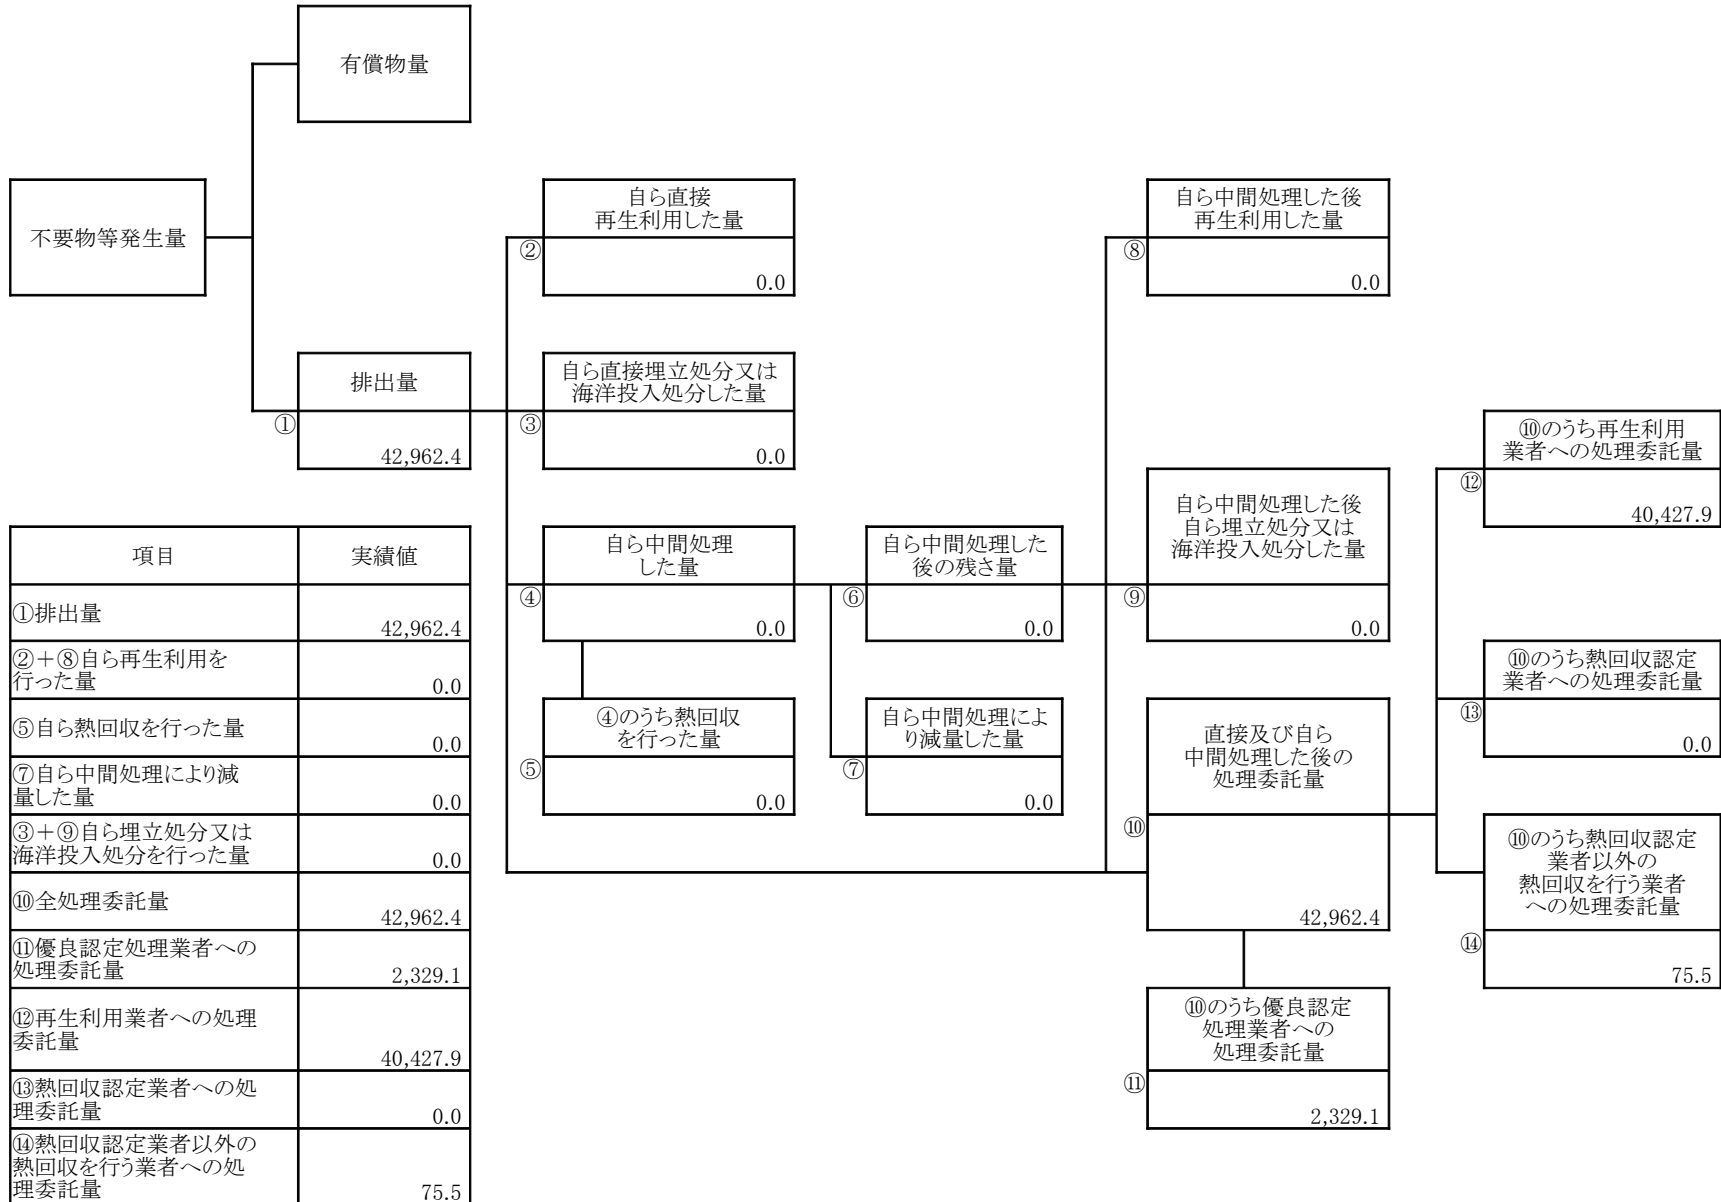 有償物量
不要物等発生量
自ら直接
再生利用した量
②
0.0
自ら中間処理した後
再生利用した量
⑧
0.0
排出量
①
42,962.4
自ら直接埋立処分又は
海洋投入処分した量
③
0.0
⑩のうち再生利用
業者への処理委託量
⑫
40,427.9
自ら中間処理
した量
④
0.0
自ら中間処理した
後の残さ量
⑥
0.0
自ら中間処理した後
自ら埋立処分又は
海洋投入処分した量
⑨
0.0
⑩のうち熱回収認定
業者への処理委託量
⑬
0.0
④のうち熱回収
を行った量
⑤
0.0
自ら中間処理によ
り減量した量
⑦
0.0
直接及び自ら
中間処理した後の
処理委託量
⑩
42,962.4
⑩のうち熱回収認定
業者以外の
熱回収を行う業者
への処理委託量
⑭
75.5
⑩のうち優良認定
処理業者への
処理委託量
⑪
2,329.1
項目 実績値
①排出量
42,962.4
②+⑧自ら再生利用を
行った量
0.0
⑤自ら熱回収を行った量
0.0
⑦自ら中間処理により減
量した量
0.0
③+⑨自ら埋立処分又は
海洋投入処分を行った量
0.0
⑩全処理委託量
42,962.4
⑪優良認定処理業者への
処理委託量
2,329.1
⑫再生利用業者への処理
委託量
40,427.9
⑬熱回収認定業者への処
理委託量
0.0
⑭熱回収認定業者以外の
熱回収を行う業者への処
理委託量
75.5